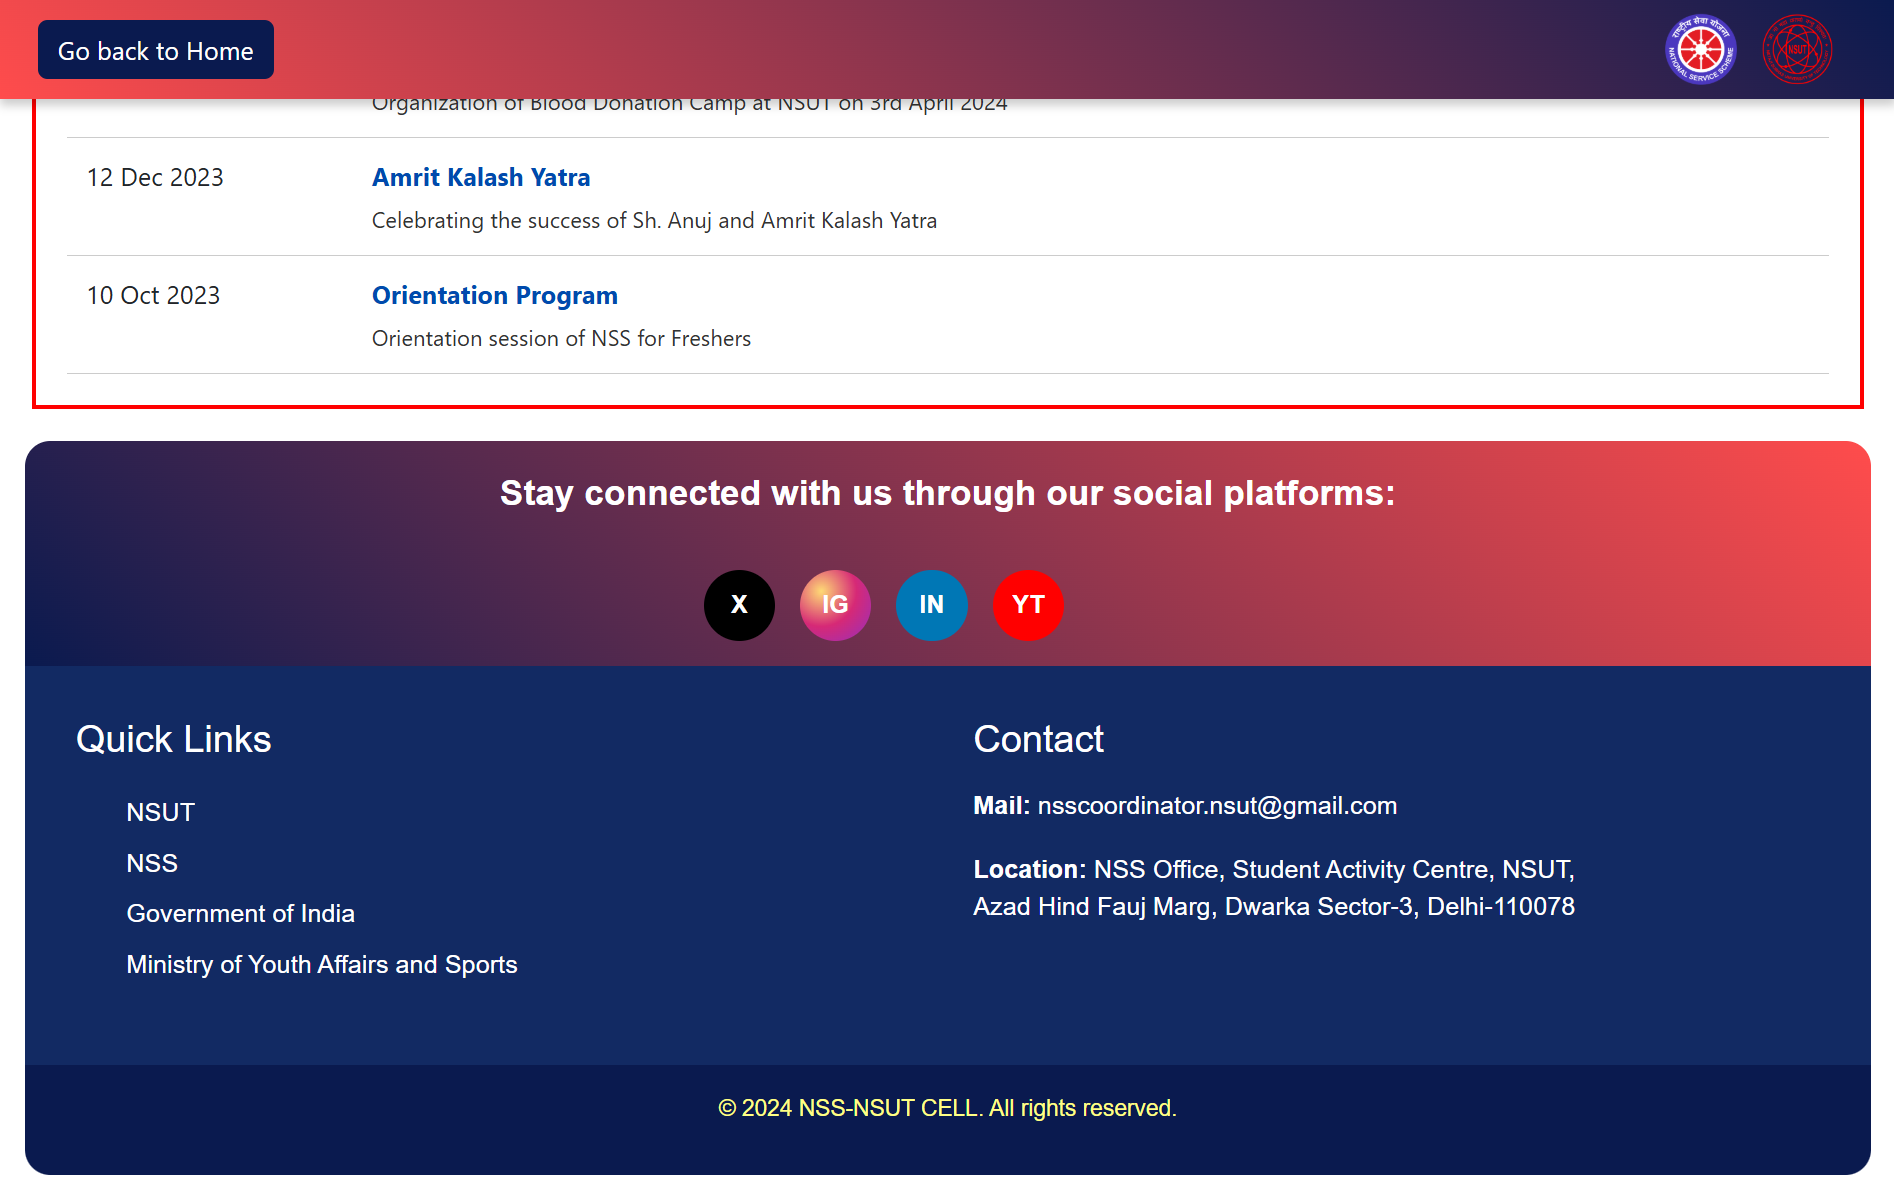 Go back to Home
राष्ट्रीय सेवा योजना
NATIONAL SERVICE SCHEME
NSUT
Organization of Blood Donation Camp at NSUT on 3rd April 2024
12 Dec 2023
Amrit Kalash Yatra
Celebrating the success of Sh. Anuj and Amrit Kalash Yatra
10 Oct 2023
Orientation Program
Orientation session of NSS for Freshers
Stay connected with us through our social platforms:
X IG IN YT
Quick Links
NSUT
NSS
Government of India
Ministry of Youth Affairs and Sports
Contact
Mail: nsscoordinator.nsut@gmail.com
Location: NSS Office, Student Activity Centre, NSUT,
Azad Hind Fauj Marg, Dwarka Sector-3, Delhi-110078
© 2024 NSS-NSUT CELL. All rights reserved.